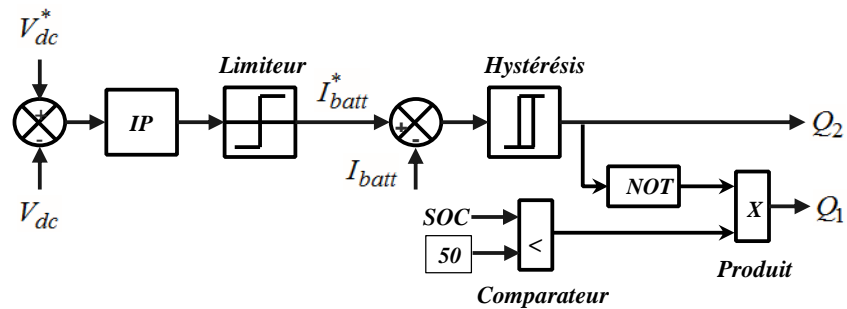 V*dc
Limiteur
Hystérésis
I*batt
+
-
IP
+
-
Q2
Ibatt
NOT
Vdc
SOC
50
<
X
Q1
Produit
Comparateur